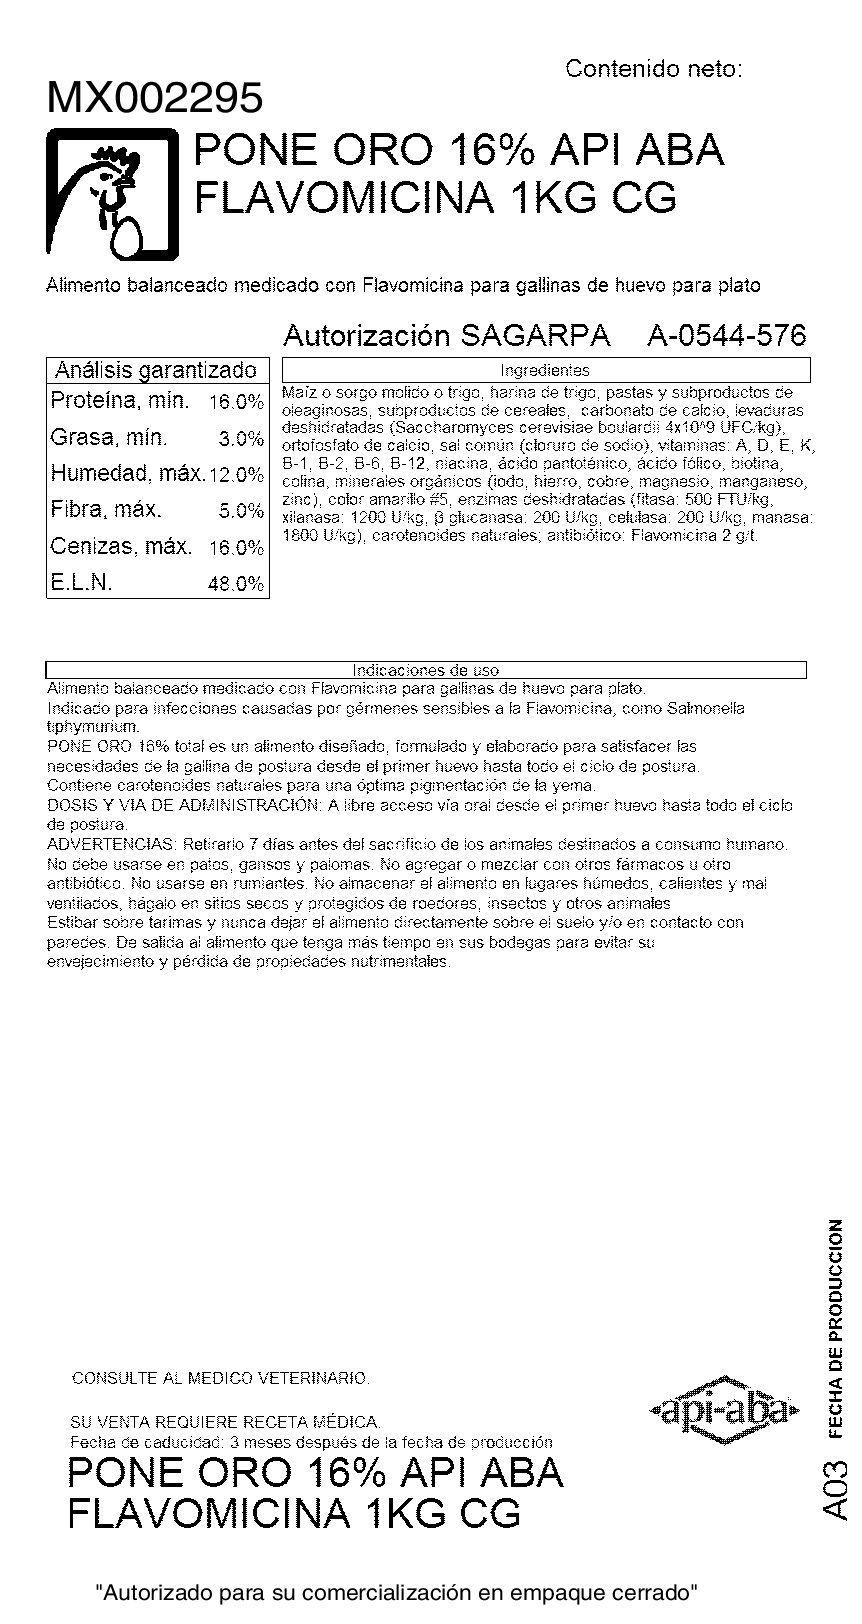 Contenido neto:
MX002295
PONE ORO 16% API ABA
FLAVOMICINA 1KG CG
Alimento balanceado medicado con Flavomicina para gallinas de huevo para plato
Autorización SAGARPA A-0544-576
Análisis garantizado
Proteína, mín. 16.0%
Grasa, mín. 3.0%
Humedad, máx. 12.0%
Fibra, máx. 5.0%
Cenizas, máx. 16.0%
E.L.N. 48.0%
Ingredientes
Maíz o sorgo molido o trigo, harina de trigo, pastas y subproductos de
oleaginosas, subproductos de cereales, carbonato de calcio, levaduras
deshidratadas (Saccharomyces cerevisiae boulardii 4x10^9 UFC/kg),
ortofosfato de calcio, sal común (cloruro de sodio), vitaminas: A, D, E, K,
B-1, B-2, B-6, B-12, niacina, ácido pantoténico, ácido fólico, biotina,
colina, minerales orgánicos (iodo, hierro, cobre, magnesio, manganeso,
zinc), color amarillo #5, enzimas deshidratadas (fitasa: 500 FTU/kg,
xilanasa: 1200 U/kg, β glucanasa: 200 U/kg, celulasa: 200 U/kg, manasa:
1800 U/kg), carotenoides naturales; antibiótico: Flavomicina 2 g/t.
Indicaciones de uso
Alimento balanceado medicado con Flavomicina para gallinas de huevo para plato.
Indicado para infecciones causadas por gérmenes sensibles a la Flavomicina, como Salmonella
tiphymurium.
PONE ORO 16% total es un alimento diseñado, formulado y elaborado para satisfacer las
necesidades de la gallina de postura desde el primer huevo hasta todo el ciclo de postura.
Contiene carotenoides naturales para una óptima pigmentación de la yema.
DOSIS Y VIA DE ADMINISTRACIÓN: A libre acceso vía oral desde el primer huevo hasta todo el ciclo
de postura.
ADVERTENCIAS: Retirarlo 7 días antes del sacrificio de los animales destinados a consumo humano.
No debe usarse en patos, gansos y palomas. No agregar o mezclar con otros fármacos u otro
antibiótico. No usarse en rumiantes. No almacenar el alimento en lugares húmedos, calientes y mal
ventilados, hágalo en sitios secos y protegidos de roedores, insectos y otros animales
Estibar sobre tarimas y nunca dejar el alimento directamente sobre el suelo y/o en contacto con
paredes. De salida al alimento que tenga más tiempo en sus bodegas para evitar su
envejecimiento y pérdida de propiedades nutrimentales.
FECHA DE PRODUCCION
A03
CONSULTE AL MEDICO VETERINARIO.
api-aba
SU VENTA REQUIERE RECETA MÉDICA.
Fecha de caducidad: 3 meses después de la fecha de producción
PONE ORO 16% API ABA
FLAVOMICINA 1KG CG
"Autorizado para su comercialización en empaque cerrado"